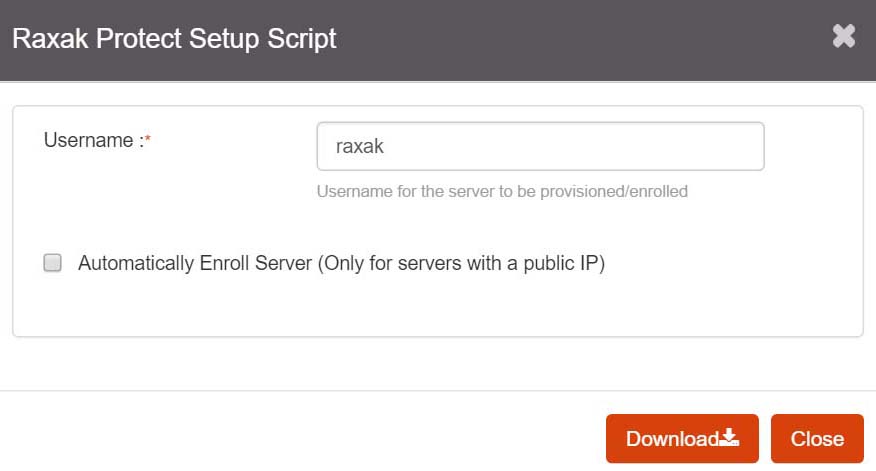 Raxak Protect Setup Script
Username :*
raxak
Username for the server to be provisioned/enrolled
Automatically Enroll Server (Only for servers with a public IP)
Download
Close